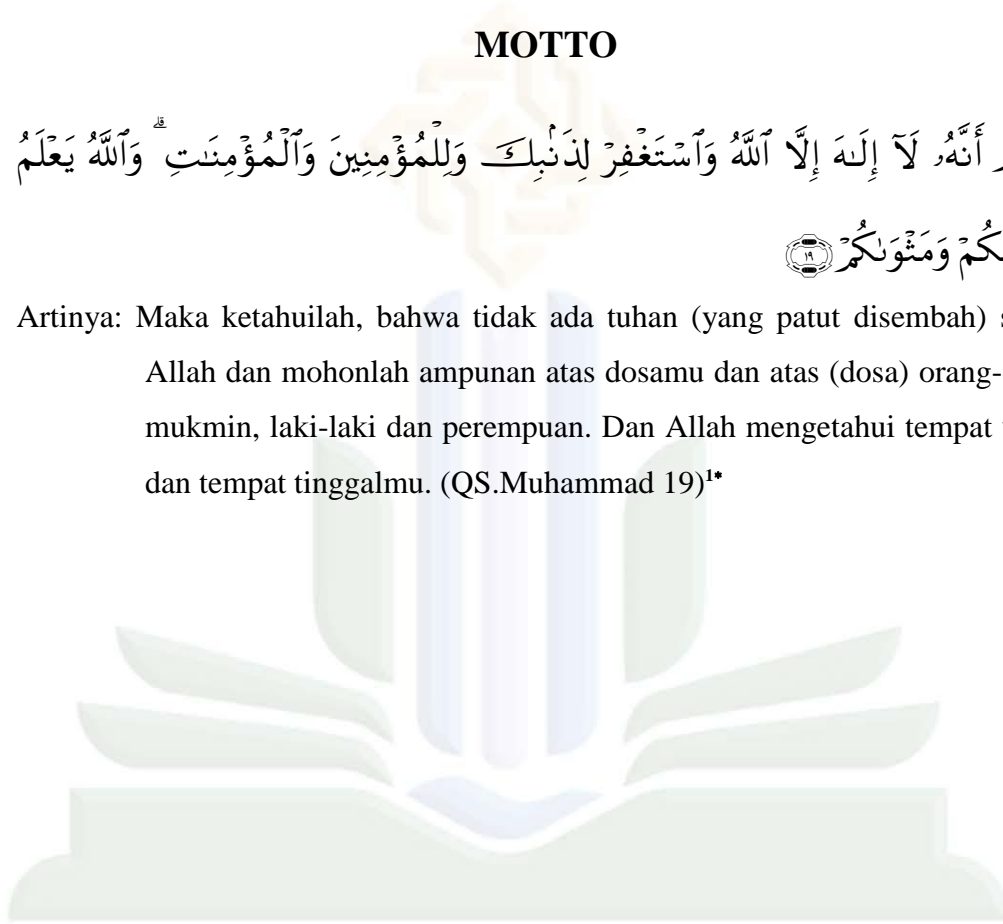 MOTTO
أَنَّهُۥ لَآ إِلَـٰهَ إِلَّا ٱللَّهُ وَٱسْتَغْفِرْ لِذَنۢبِكَ وَلِلْمُؤْمِنِينَ وَٱلْمُؤْمِنَـٰتِ ۗ وَٱللَّهُ يَعْلَمُ
وَمَثْوَىٰكُمْ ﴿١٩﴾
Artinya: Maka ketahuilah, bahwa tidak ada tuhan (yang patut disembah)
Allah dan mohonlah ampunan atas dosamu dan atas (dosa) orang-
mukmin, laki-laki dan perempuan. Dan Allah mengetahui tempat
dan tempat tinggalmu. (QS.Muhammad 19)¹*